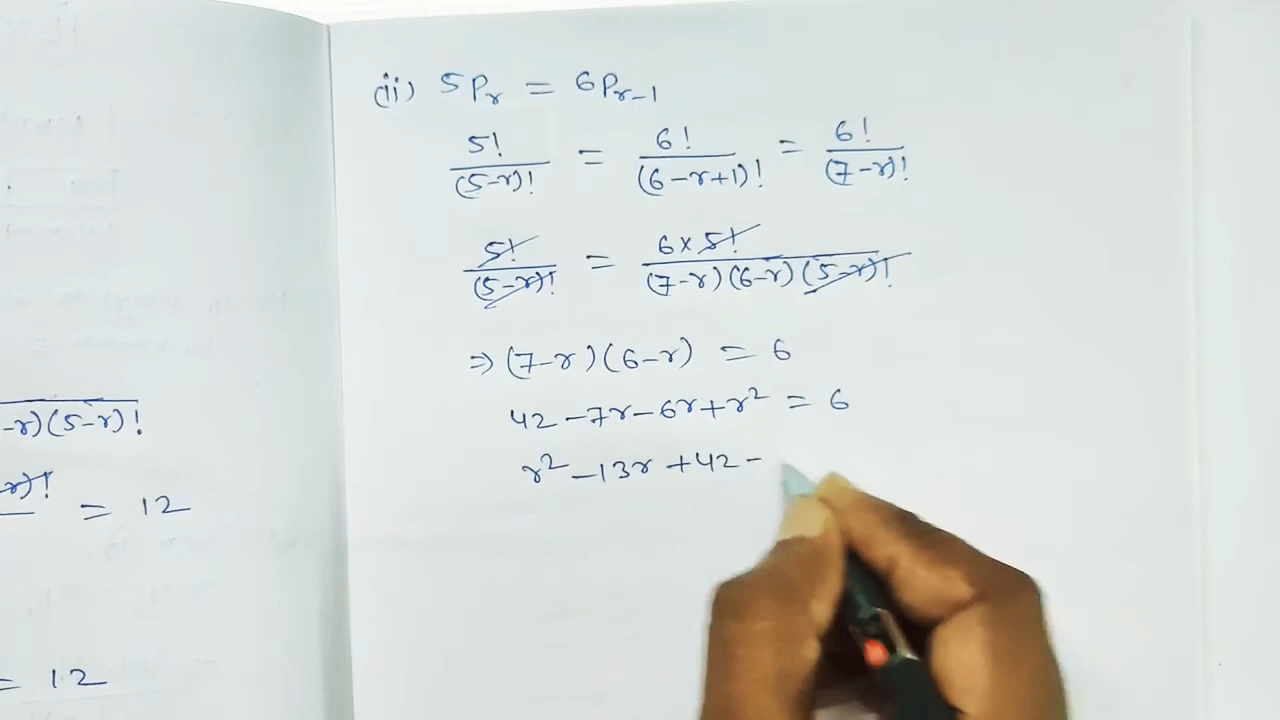 -r)(5-r)!
-r)!
= 12
= 12
(ii) 5Pr = 6Pr-1
5!/(5-r)! = 6!/(6-r+1)! = 6!/(7-r)!
5!/(5-r)! = 6×5!/(7-r)(6-r)(5-r)!
⇒ (7-r)(6-r) = 6
42-7r-6r+r² = 6
r²-13r+42-